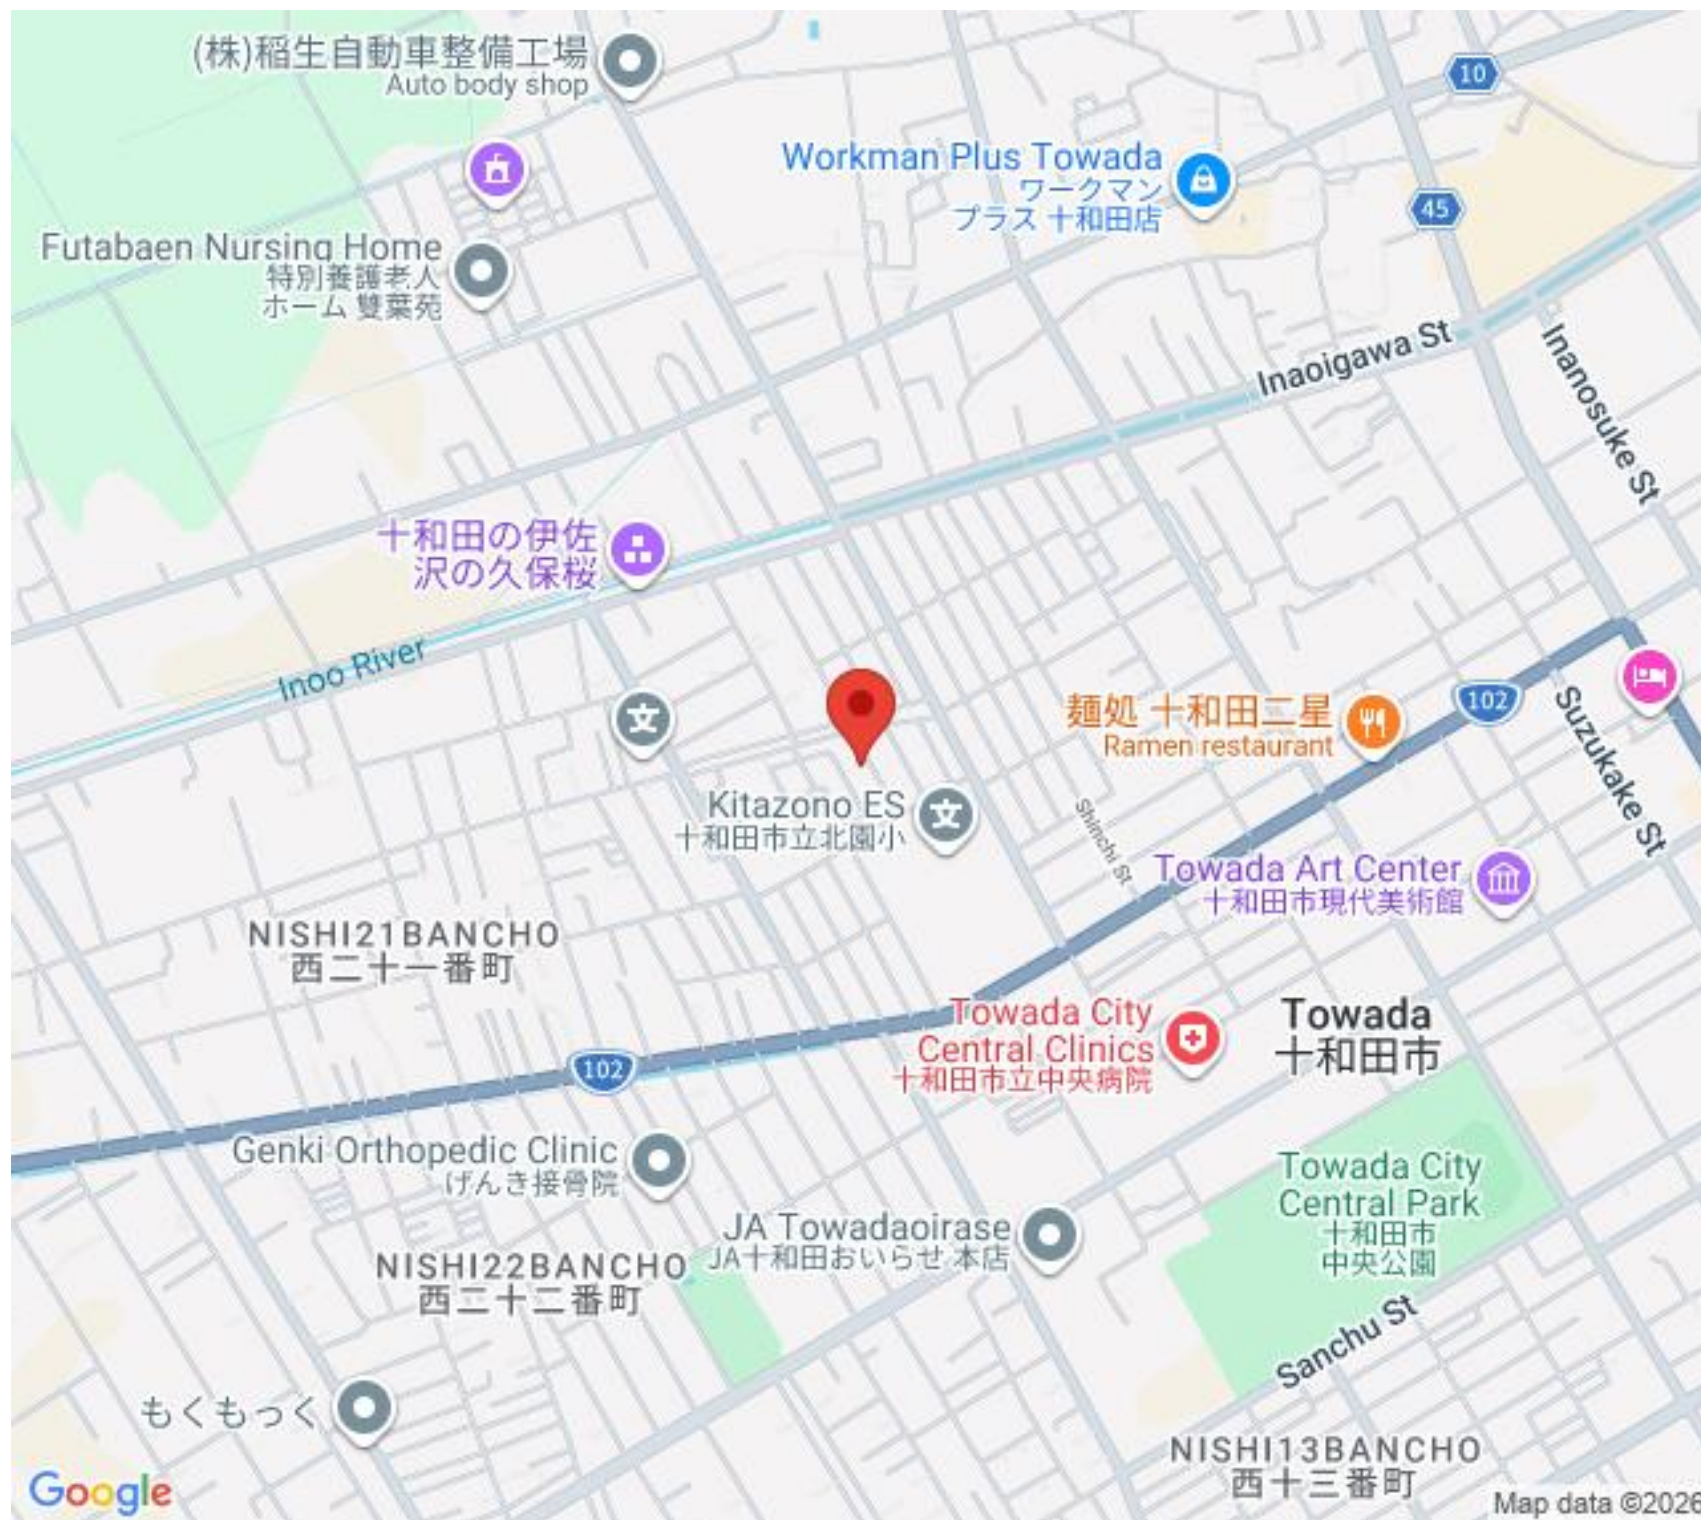 (株)稲生自動車整備工場
Auto body shop
10
Workman Plus Towada
ワークマン
プラス 十和田店
45
Futabaen Nursing Home
特別養護老人
ホーム 雙葉苑
Inaoigawa St
Inanosuke St
十和田の伊佐
沢の久保桜
Inoo River
文
麺処 十和田二星
Ramen restaurant
102
Suzukake St
Kitazono ES
十和田市立北園小
文
Shinchi St
Towada Art Center
十和田市現代美術館
NISHI21BANCHO
西二十一番町
Towada City
Central Clinics
十和田市立中央病院
Towada
十和田市
102
Genki Orthopedic Clinic
げんき接骨院
Towada City
Central Park
十和田市
中央公園
JA Towadaoirase
JA十和田おいらせ 本店
NISHI22BANCHO
西二十二番町
Sanchu St
もくもっく
NISHI13BANCHO
西十三番町
Google
Map data ©2026